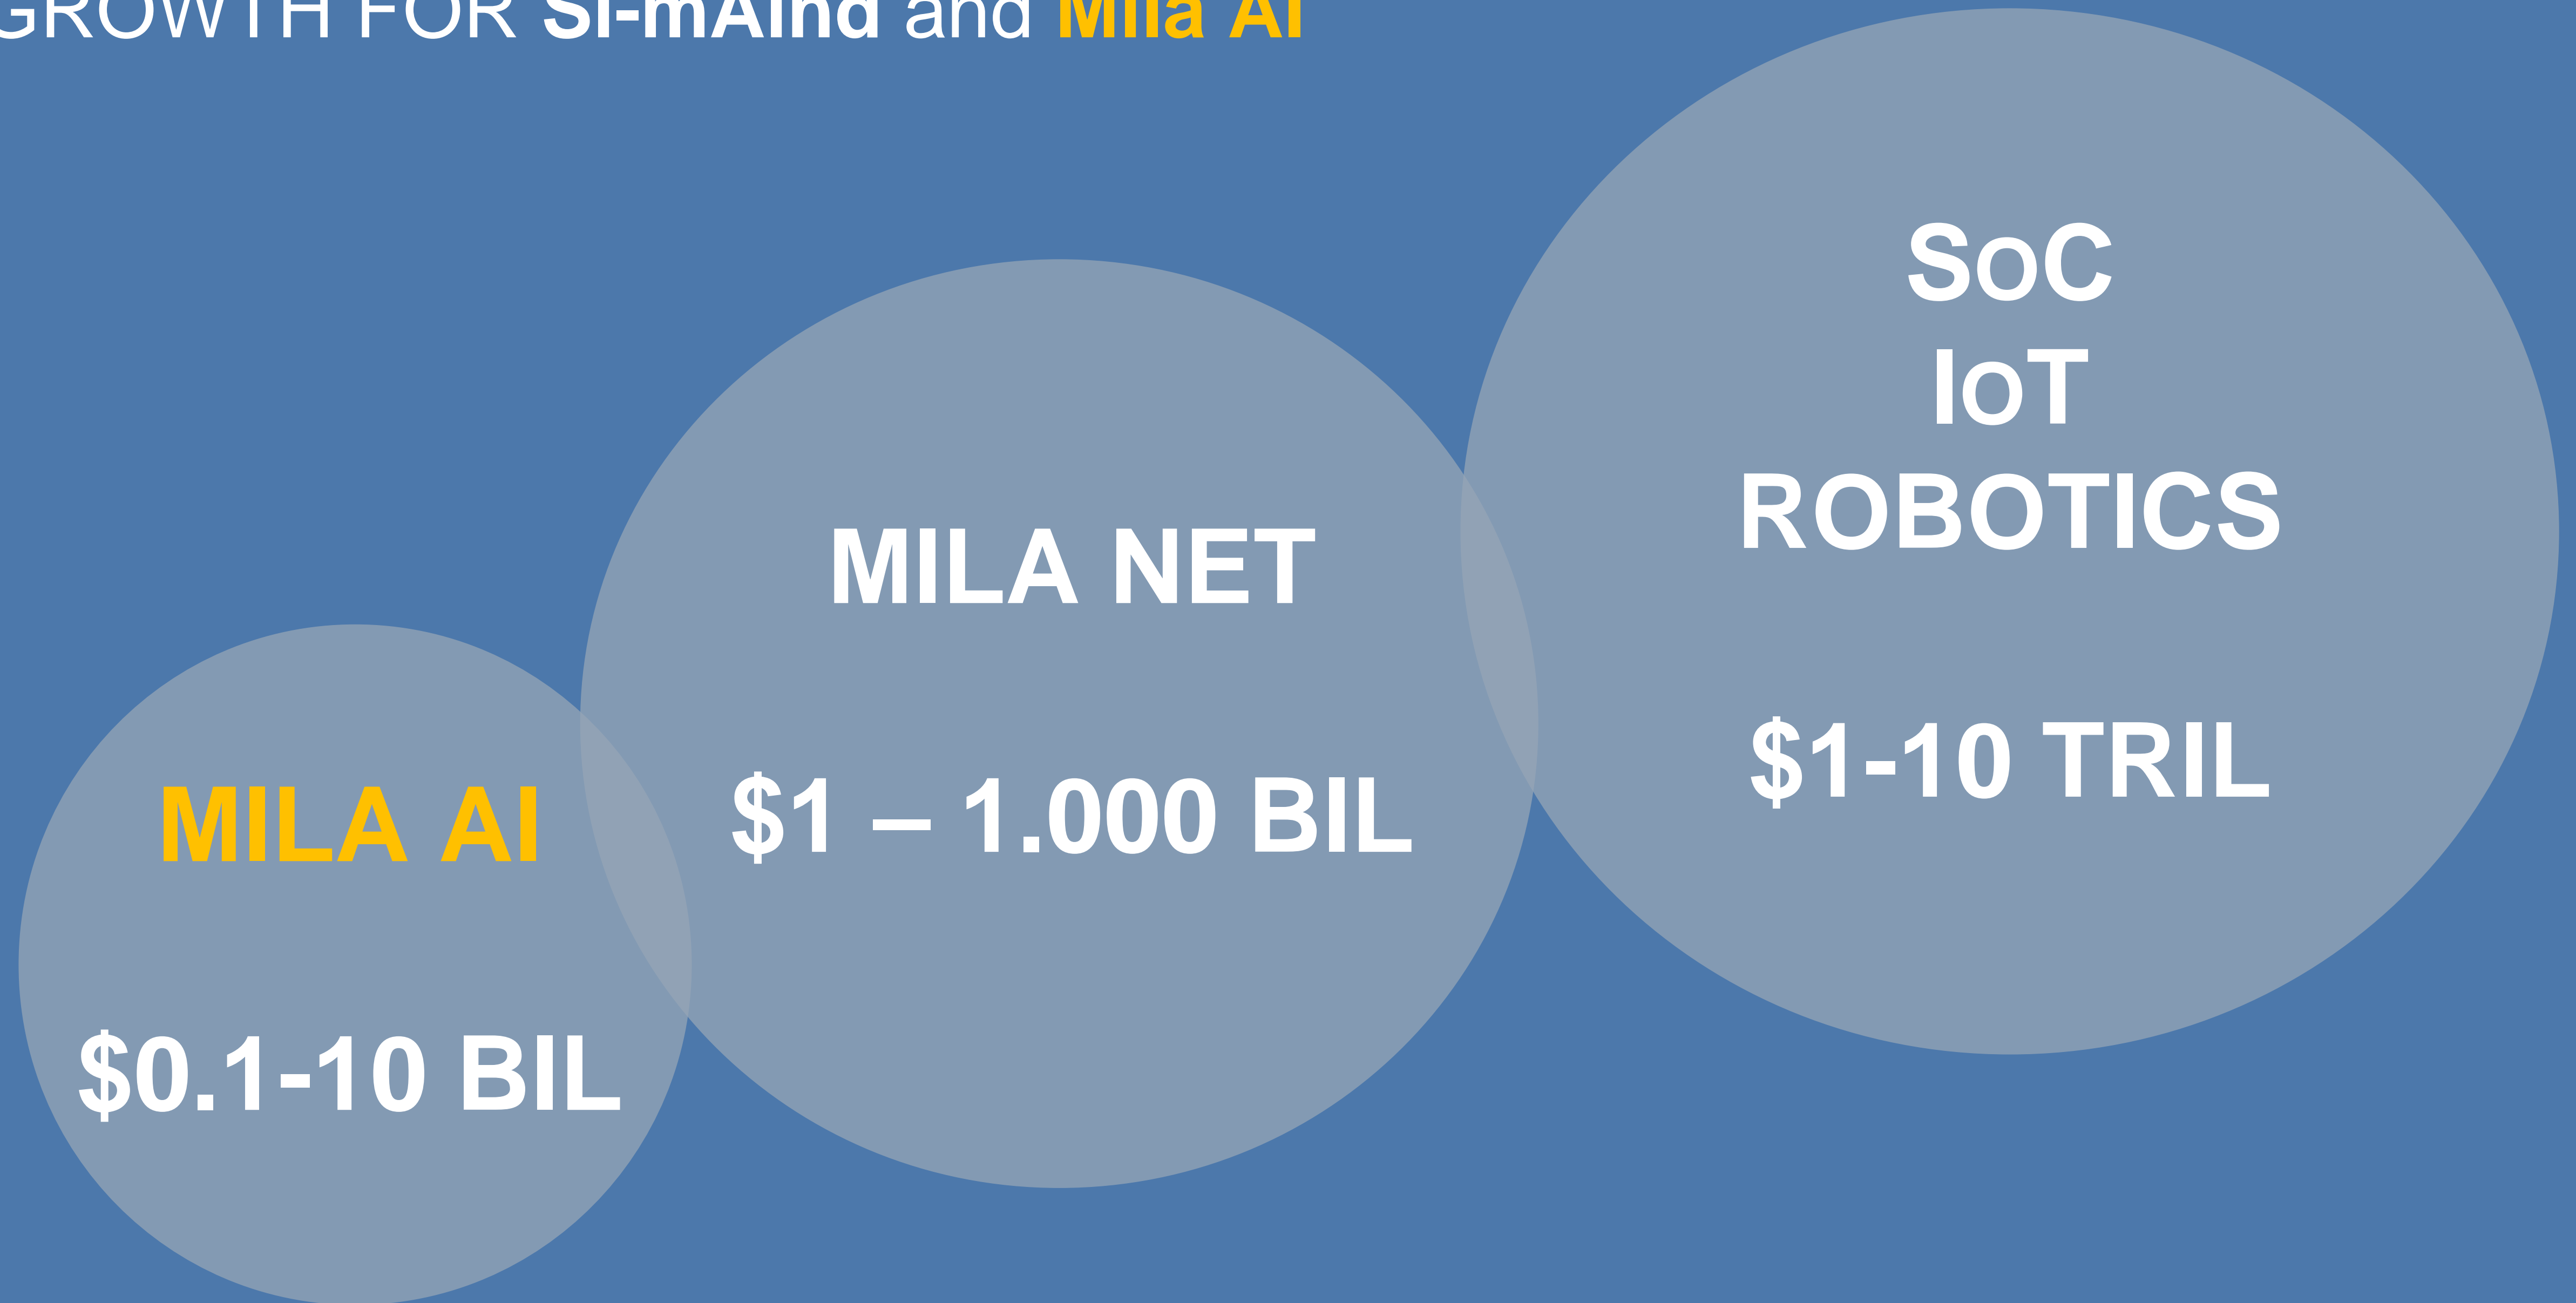 GROWTH FOR SI-mAInd and Mila AI
SoC
IoT
ROBOTICS
MILA NET
$1-10 TRIL
MILA AI
$1 – 1.000 BIL
$0.1-10 BIL